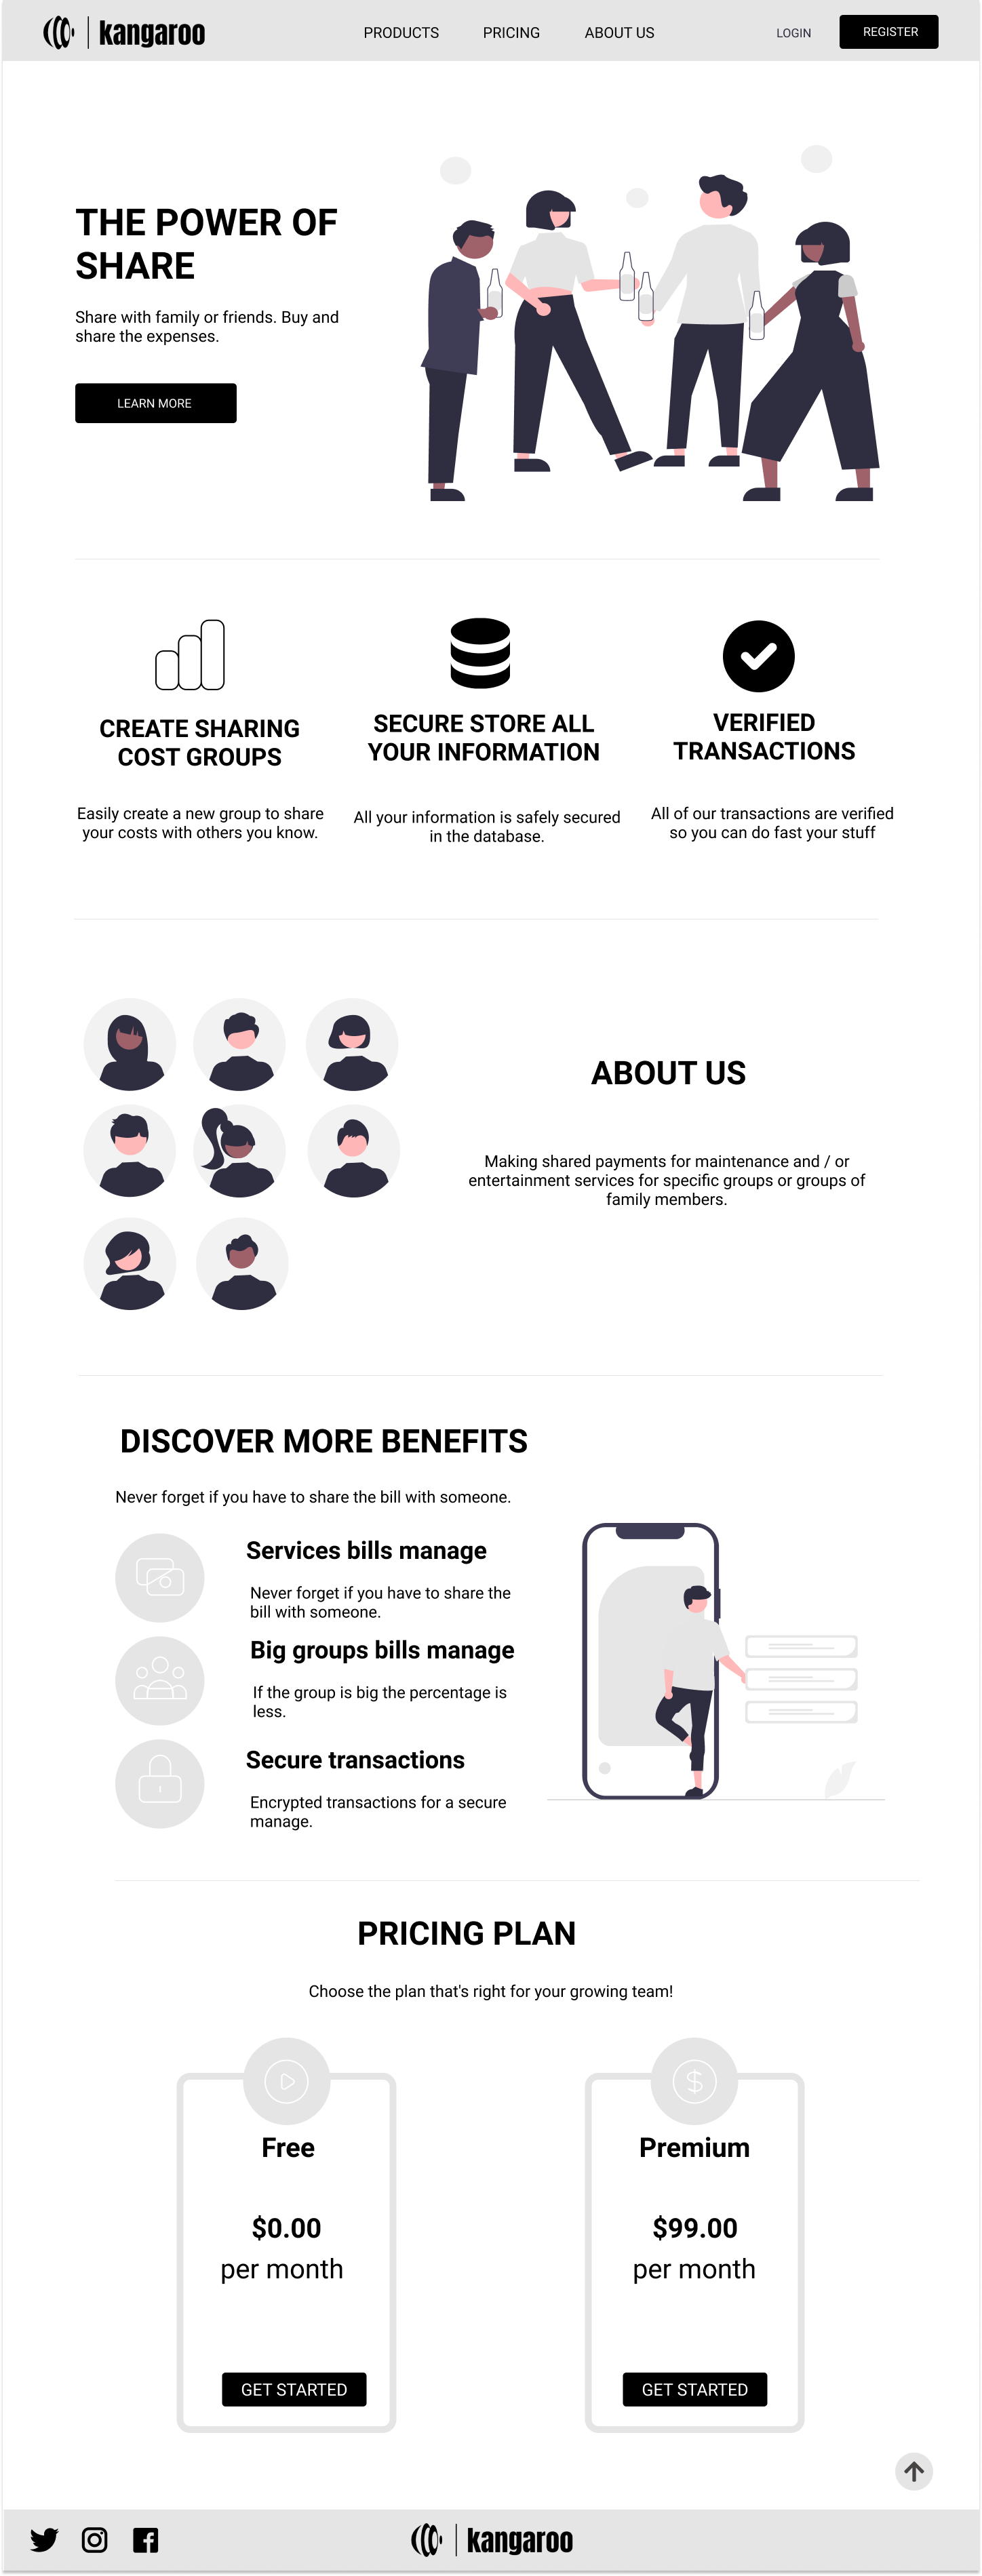 kangaroo
PRODUCTS
PRICING
ABOUT US
LOGIN
REGISTER
THE POWER OF
SHARE
Share with family or friends. Buy and
share the expenses.
LEARN MORE
CREATE SHARING
COST GROUPS
Easily create a new group to share
your costs with others you know.
SECURE STORE ALL
YOUR INFORMATION
All your information is safely secured
in the database.
VERIFIED
TRANSACTIONS
All of our transactions are verified
so you can do fast your stuff
ABOUT US
Making shared payments for maintenance and / or
entertainment services for specific groups or groups of
family members.
DISCOVER MORE BENEFITS
Never forget if you have to share the bill with someone.
Services bills manage
Never forget if you have to share the
bill with someone.
Big groups bills manage
If the group is big the percentage is
less.
Secure transactions
Encrypted transactions for a secure
manage.
PRICING PLAN
Choose the plan that's right for your growing team!
Free
$0.00
per month
GET STARTED
$
Premium
$99.00
per month
GET STARTED
kangaroo